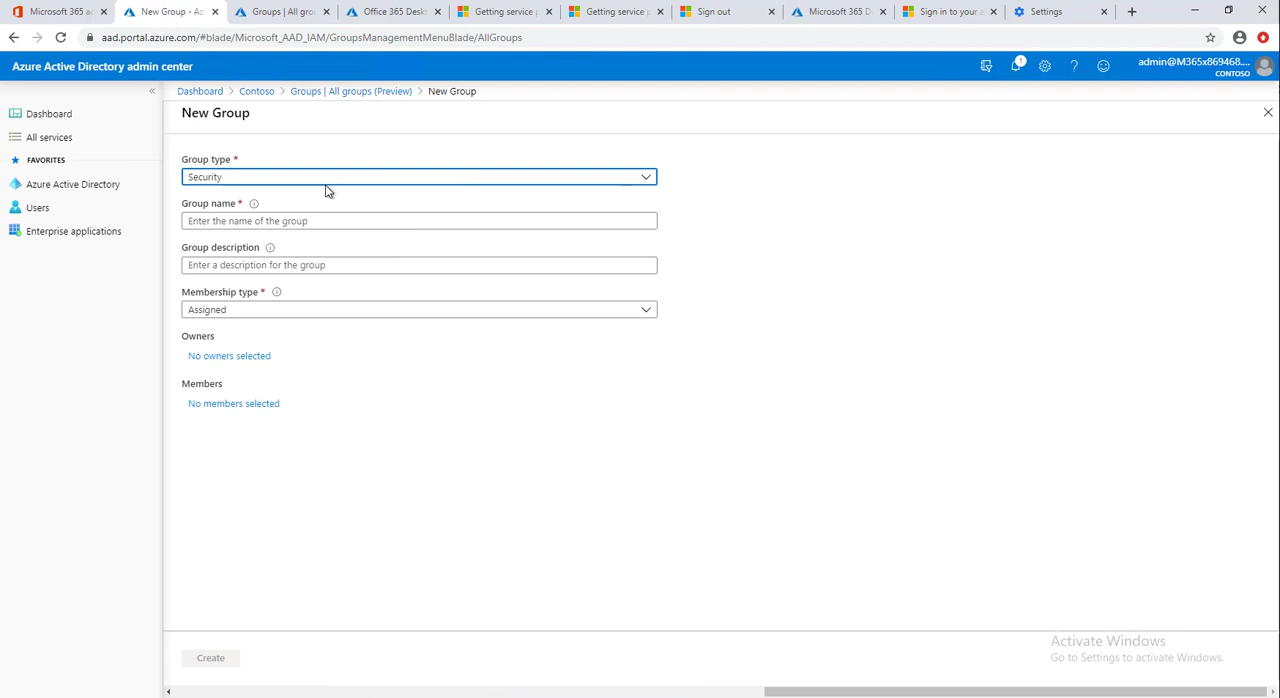 Microsoft 365 ac
New Group - Az
Groups | All grou
Office 365 Desk
Getting service p
Getting service p
Sign out
Microsoft 365 D
Sign in to your a
Settings
aad.portal.azure.com/#blade/Microsoft_AAD_IAM/GroupsManagementMenuBlade/AllGroups
Azure Active Directory admin center
1
admin@M365x869468....
CONTOSO
Dashboard
All services
FAVORITES
Azure Active Directory
Users
Enterprise applications
Dashboard > Contoso > Groups | All groups (Preview) > New Group
New Group
Group type *
Security
Group name *
Enter the name of the group
Group description
Enter a description for the group
Membership type *
Assigned
Owners
No owners selected
Members
No members selected
Create
Activate Windows
Go to Settings to activate Windows.